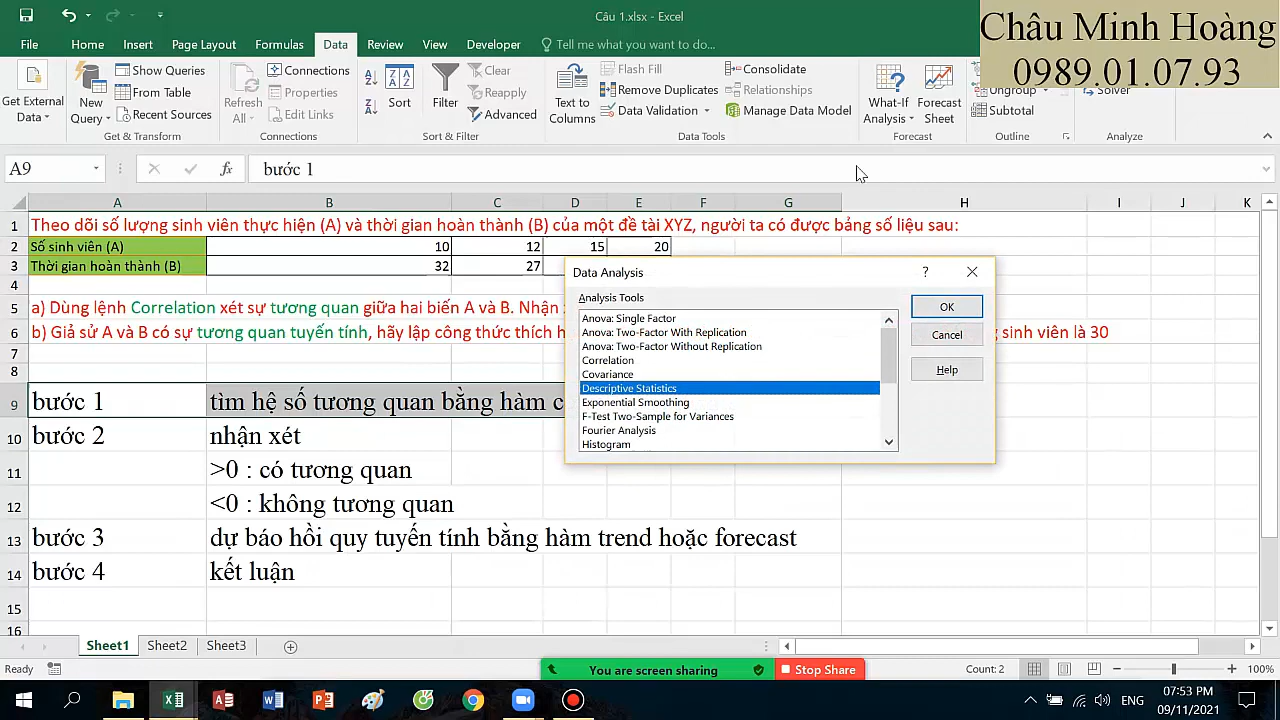 Câu 1.xlsx - Excel
Châu Minh Hoàng
0989.01.07.93
File Home Insert Page Layout Formulas Data Review View Developer Tell me what you want to do...
Get External Data
New Query
Show Queries
From Table
Recent Sources
Get & Transform
Refresh All
Connections
Properties
Edit Links
Connections
Sort
Filter
Clear
Reapply
Advanced
Sort & Filter
Text to Columns
Flash Fill
Remove Duplicates
Data Validation
Consolidate
Relationships
Manage Data Model
Data Tools
What-If Analysis
Forecast Sheet
Forecast
Ungroup
Subtotal
Outline
Solver
Analyze
A9 fx bước 1
A B C D E F G H I J K
1 Theo dõi số lượng sinh viên thực hiện (A) và thời gian hoàn thành (B) của một đề tài XYZ, người ta có được bảng số liệu sau:
2 Số sinh viên (A) 10 12 15 20
3 Thời gian hoàn thành (B) 32 27
4
5 a) Dùng lệnh Correlation xét sự tương quan giữa hai biến A và B. Nhận
6 b) Giả sử A và B có sự tương quan tuyến tính, hãy lập công thức thích sinh viên là 30
7
8
9 bước 1 tìm hệ số tương quan bằng hàm
10 bước 2 nhận xét
11 >0 : có tương quan
12 <0 : không tương quan
13 bước 3 dự báo hồi quy tuyến tính bằng hàm trend hoặc forecast
14 bước 4 kết luận
15
16
Data Analysis ?
Analysis Tools
Anova: Single Factor
Anova: Two-Factor With Replication
Anova: Two-Factor Without Replication
Correlation
Covariance
Descriptive Statistics
Exponential Smoothing
F-Test Two-Sample for Variances
Fourier Analysis
Histogram
OK
Cancel
Help
Sheet1 Sheet2 Sheet3
Ready
You are screen sharing Stop Share
Count: 2
100%
ENG
07:53 PM
09/11/2021